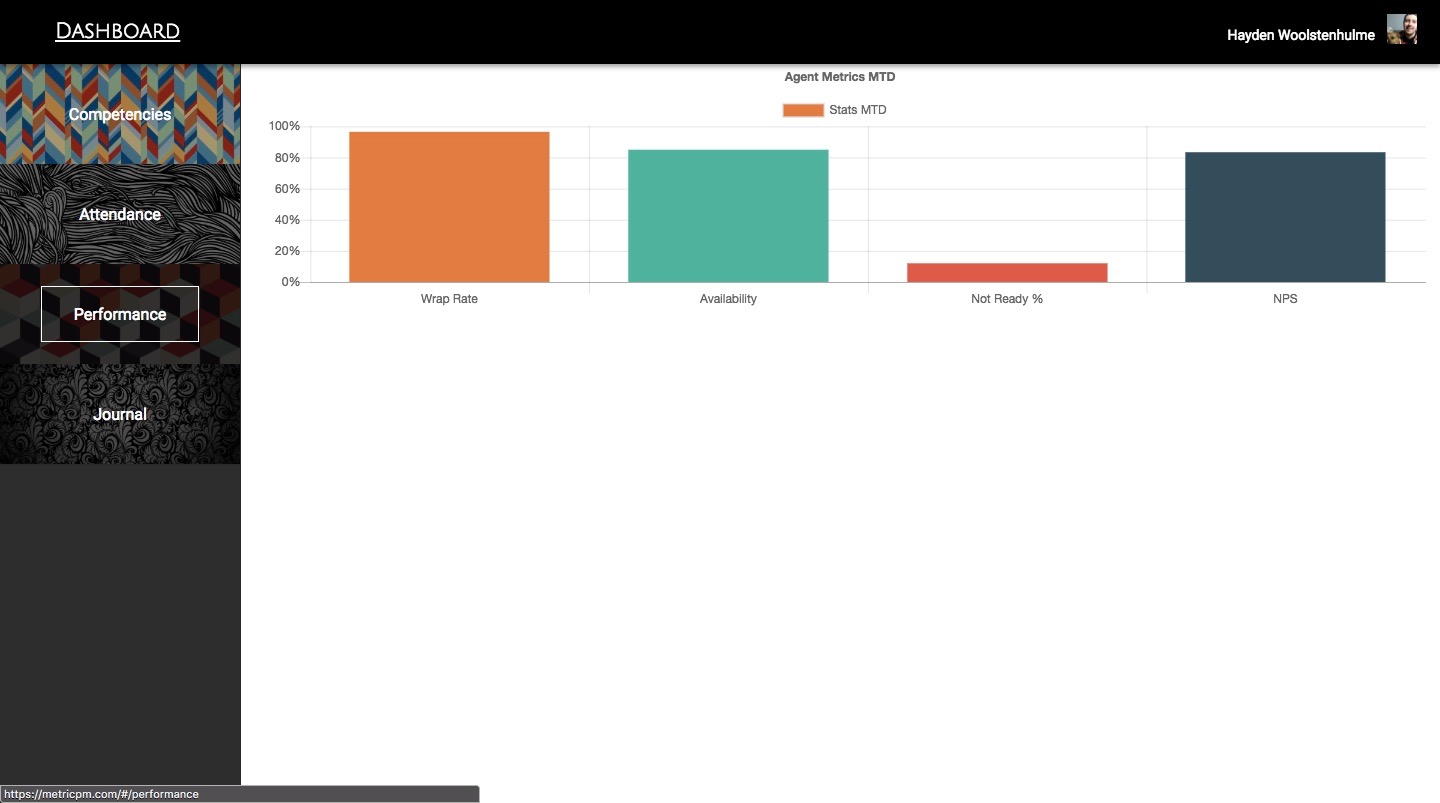 Dashboard
Hayden Woolstenhulme
Competencies
Attendance
Performance
Journal
Agent Metrics MTD
Stats MTD
100%
80%
60%
40%
20%
0%
Wrap Rate Availability Not Ready % NPS
https://metricpm.com/#/performance